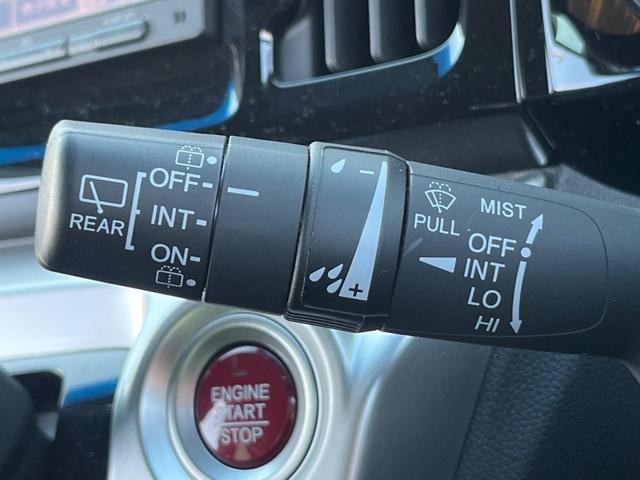 OFF
INT
ON
REAR
-
+
PULL
MIST
OFF
INT
LO
HI
ENGINE
START
STOP